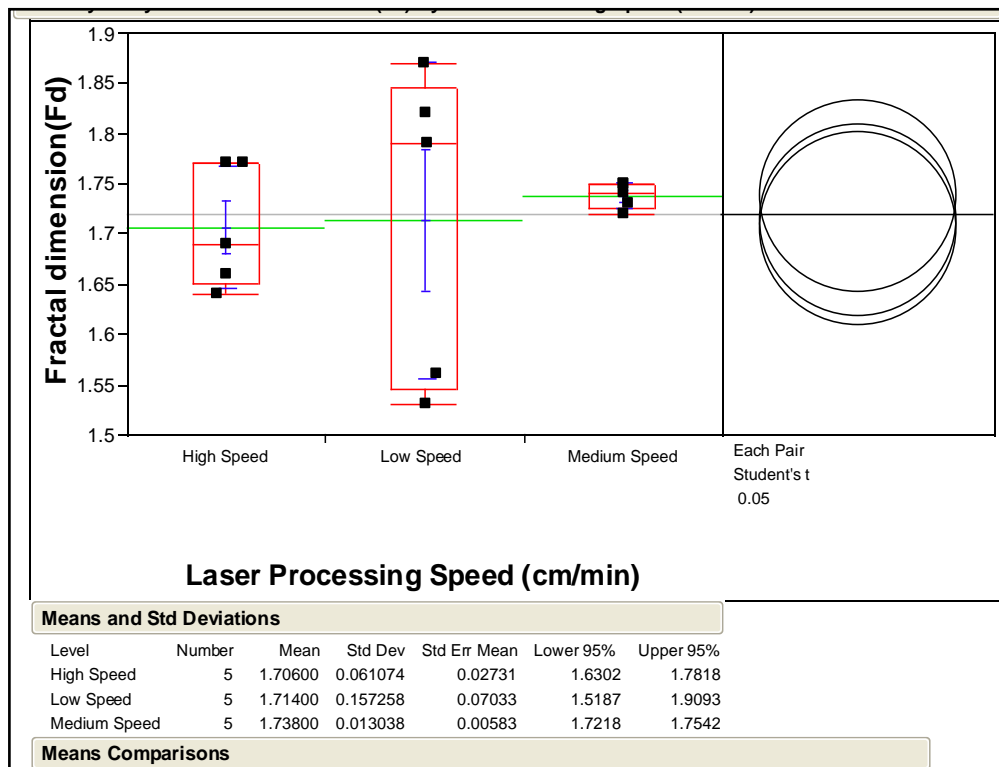 1.9
1.85
1.8
1.75
1.7
1.65
1.6
1.55
1.5
Fractal dimension(Fd)
High Speed Low Speed Medium Speed
Each Pair
Student's t
0.05
Laser Processing Speed (cm/min)
Means and Std Deviations
Level Number Mean Std Dev Std Err Mean Lower 95% Upper 95%
High Speed 5 1.70600 0.061074 0.02731 1.6302 1.7818
Low Speed 5 1.71400 0.157258 0.07033 1.5187 1.9093
Medium Speed 5 1.73800 0.013038 0.00583 1.7218 1.7542
Means Comparisons